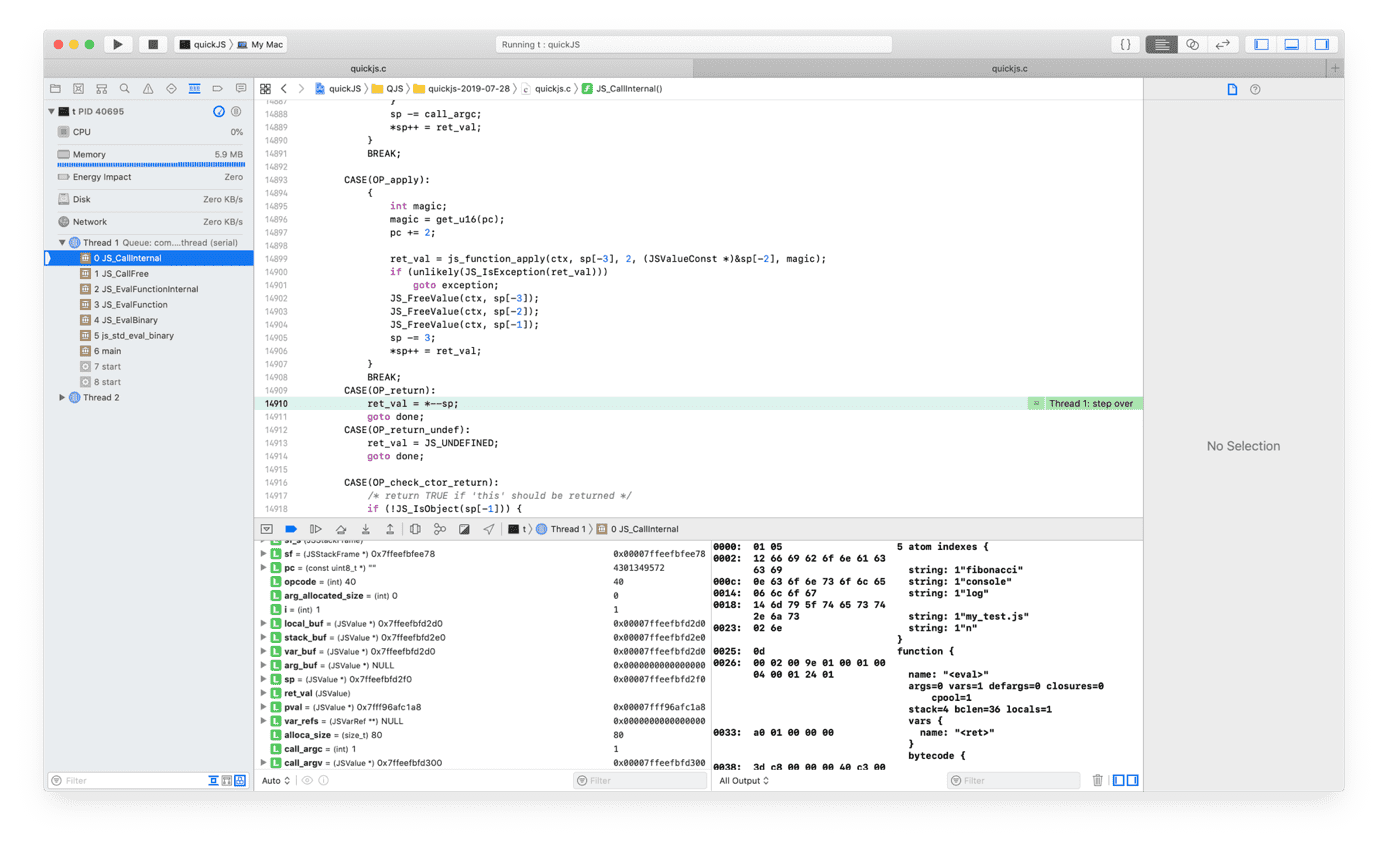 quickJS 〉 My Mac
Running t : quickJS
{ }
quickjs.c
quickjs.c
+
quickJS 〉 QJS 〉 quickjs-2019-07-28 〉 c quickjs.c 〉 f JS_CallInternal()
t PID 40695
CPU 0%
Memory 5.9 MB
Energy Impact Zero
Disk Zero KB/s
Network Zero KB/s
Thread 1 Queue: com....thread (serial)
0 JS_CallInternal
1 JS_CallFree
2 JS_EvalFunctionInternal
3 JS_EvalFunction
4 JS_EvalBinary
5 js_std_eval_binary
6 main
7 start
8 start
Thread 2
Filter
14887 }
14888 sp -= call_argc;
14889 *sp++ = ret_val;
14890 }
14891 BREAK;
14892
14893 CASE(OP_apply):
14894 {
14895 int magic;
14896 magic = get_u16(pc);
14897 pc += 2;
14898
14899 ret_val = js_function_apply(ctx, sp[-3], 2, (JSValueConst *)&sp[-2], magic);
14900 if (unlikely(JS_IsException(ret_val)))
14901 goto exception;
14902 JS_FreeValue(ctx, sp[-3]);
14903 JS_FreeValue(ctx, sp[-2]);
14904 JS_FreeValue(ctx, sp[-1]);
14905 sp -= 3;
14906 *sp++ = ret_val;
14907 }
14908 BREAK;
14909 CASE(OP_return):
14910 ret_val = *--sp; Thread 1: step over
14911 goto done;
14912 CASE(OP_return_undef):
14913 ret_val = JS_UNDEFINED;
14914 goto done;
14915
14916 CASE(OP_check_ctor_return):
14917 /* return TRUE if 'this' should be returned */
14918 if (!JS_IsObject(sp[-1])) {
No Selection
t 〉 Thread 1 〉 0 JS_CallInternal
L sf_s (JSStackFrame)
L sf = (JSStackFrame *) 0x7ffeefbfee78 0x00007ffeefbfee78
L pc = (const uint8_t *) "" 4301349572
L opcode = (int) 40 40
L arg_allocated_size = (int) 0 0
L i = (int) 1 1
L local_buf = (JSValue *) 0x7ffeefbfd2d0 0x00007ffeefbfd2d0
L stack_buf = (JSValue *) 0x7ffeefbfd2e0 0x00007ffeefbfd2e0
L var_buf = (JSValue *) 0x7ffeefbfd2d0 0x00007ffeefbfd2d0
L arg_buf = (JSValue *) NULL 0x0000000000000000
L sp = (JSValue *) 0x7ffeefbfd2f0 0x00007ffeefbfd2f0
L ret_val (JSValue)
L pval = (JSValue *) 0x7fff96afc1a8 0x00007fff96afc1a8
L var_refs = (JSVarRef **) NULL 0x0000000000000000
L alloca_size = (size_t) 80 80
L call_argc = (int) 1 1
L call_argv = (JSValue *) 0x7ffeefbfd300 0x00007ffeefbfd300
Auto
Filter
0000: 01 05 5 atom indexes {
0002: 12 66 69 62 6f 6e 61 63
63 69 string: 1"fibonacci"
000c: 0e 63 6f 6e 73 6f 6c 65 string: 1"console"
0014: 06 6c 6f 67 string: 1"log"
0018: 14 6d 79 5f 74 65 73 74
2e 6a 73 string: 1"my_test.js"
0023: 02 6e string: 1"n"
}
0025: 0d function {
0026: 00 02 00 9e 01 00 01 00
04 00 01 24 01 name: "<eval>"
args=0 vars=1 defargs=0 closures=0
cpool=1
stack=4 bclen=36 locals=1
vars {
0033: a0 01 00 00 00 name: "<ret>"
}
bytecode {
0038: 3d c8 00 00 00 40 c3 00
All Output
Filter